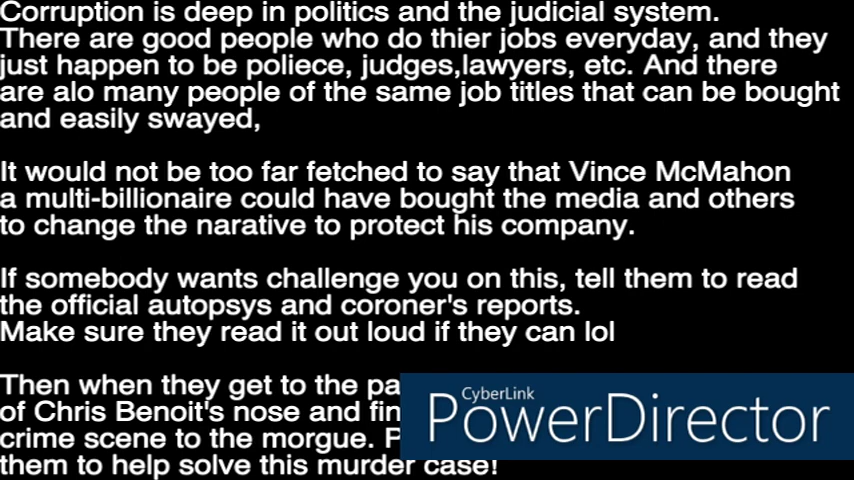 Corruption is deep in politics and the judicial system.
There are good people who do thier jobs everyday, and they
just happen to be poliece, judges,lawyers, etc. And there
are alo many people of the same job titles that can be bought
and easily swayed,
It would not be too far fetched to say that Vince McMahon
a multi-billionaire could have bought the media and others
to change the narative to protect his company.
If somebody wants challenge you on this, tell them to read
the official autopsys and coroner's reports.
Make sure they read it out loud if they can lol
Then when they get to the
of Chris Benoit's nose and
crime scene to the morgue.
them to help solve this murder case!
CyberLink
PowerDirector